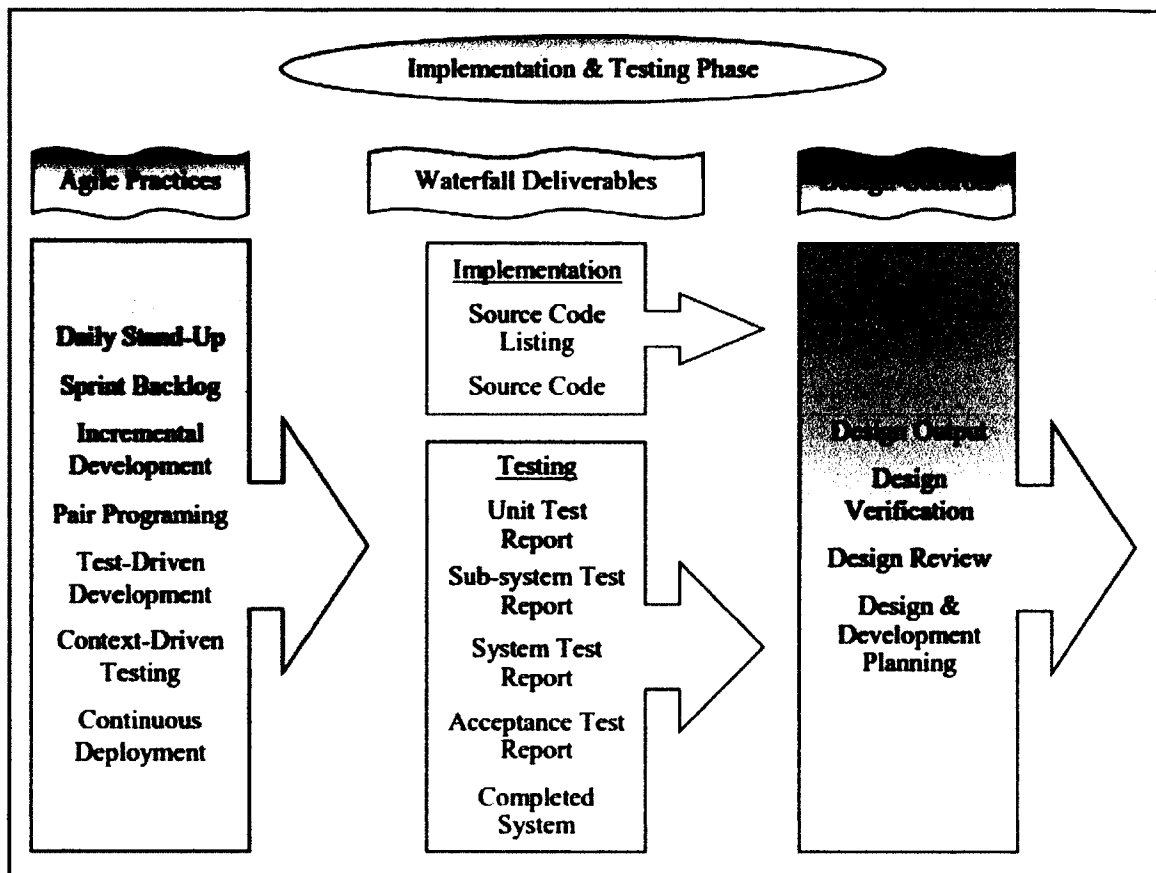 Implementation & Testing Phase
Agile Practices
Waterfall Deliverables
Design Controls
Daily Stand-Up
Sprint Backlog
Incremental
Development
Pair Programing
Test-Driven
Development
Context-Driven
Testing
Continuous
Deployment
Implementation
Source Code
Listing
Source Code
Testing
Unit Test
Report
Sub-system Test
Report
System Test
Report
Acceptance Test
Report
Completed
System
Design Output
Design
Verification
Design Review
Design &
Development
Planning